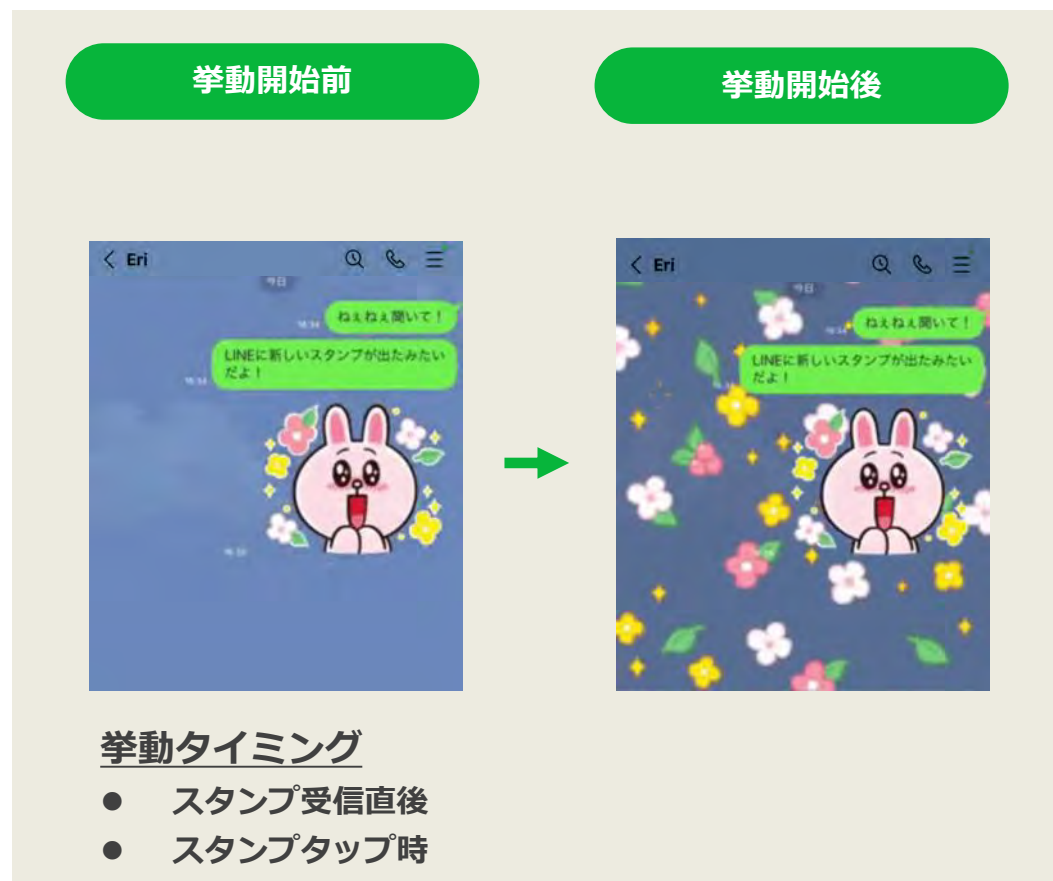 挙動開始前
挙動開始後
Eri
今日
ねぇねぇ聞いて！
LINEに新しいスタンプが出たみたい
だよ！
Eri
今日
ねぇねぇ聞いて！
LINEに新しいスタンプが出たみたい
だよ！
挙動タイミング
● スタンプ受信直後
● スタンプタップ時